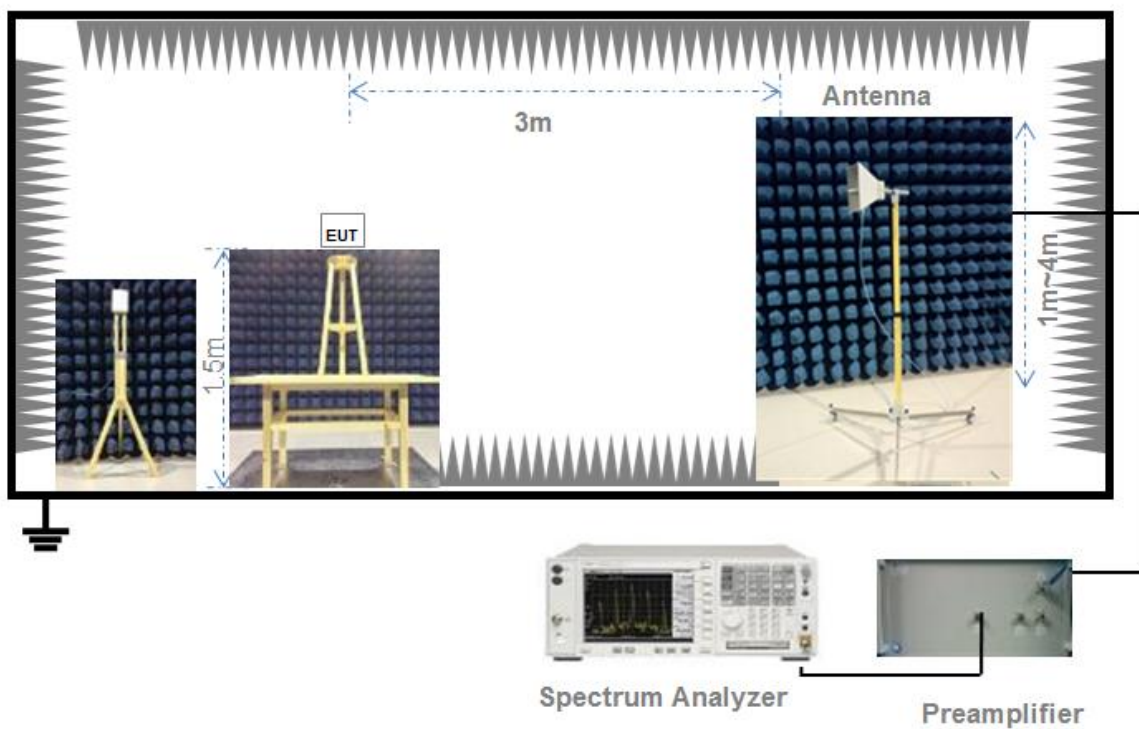 Antenna
3m
EUT
1.5m
1m~4m
Spectrum Analyzer
Preamplifier